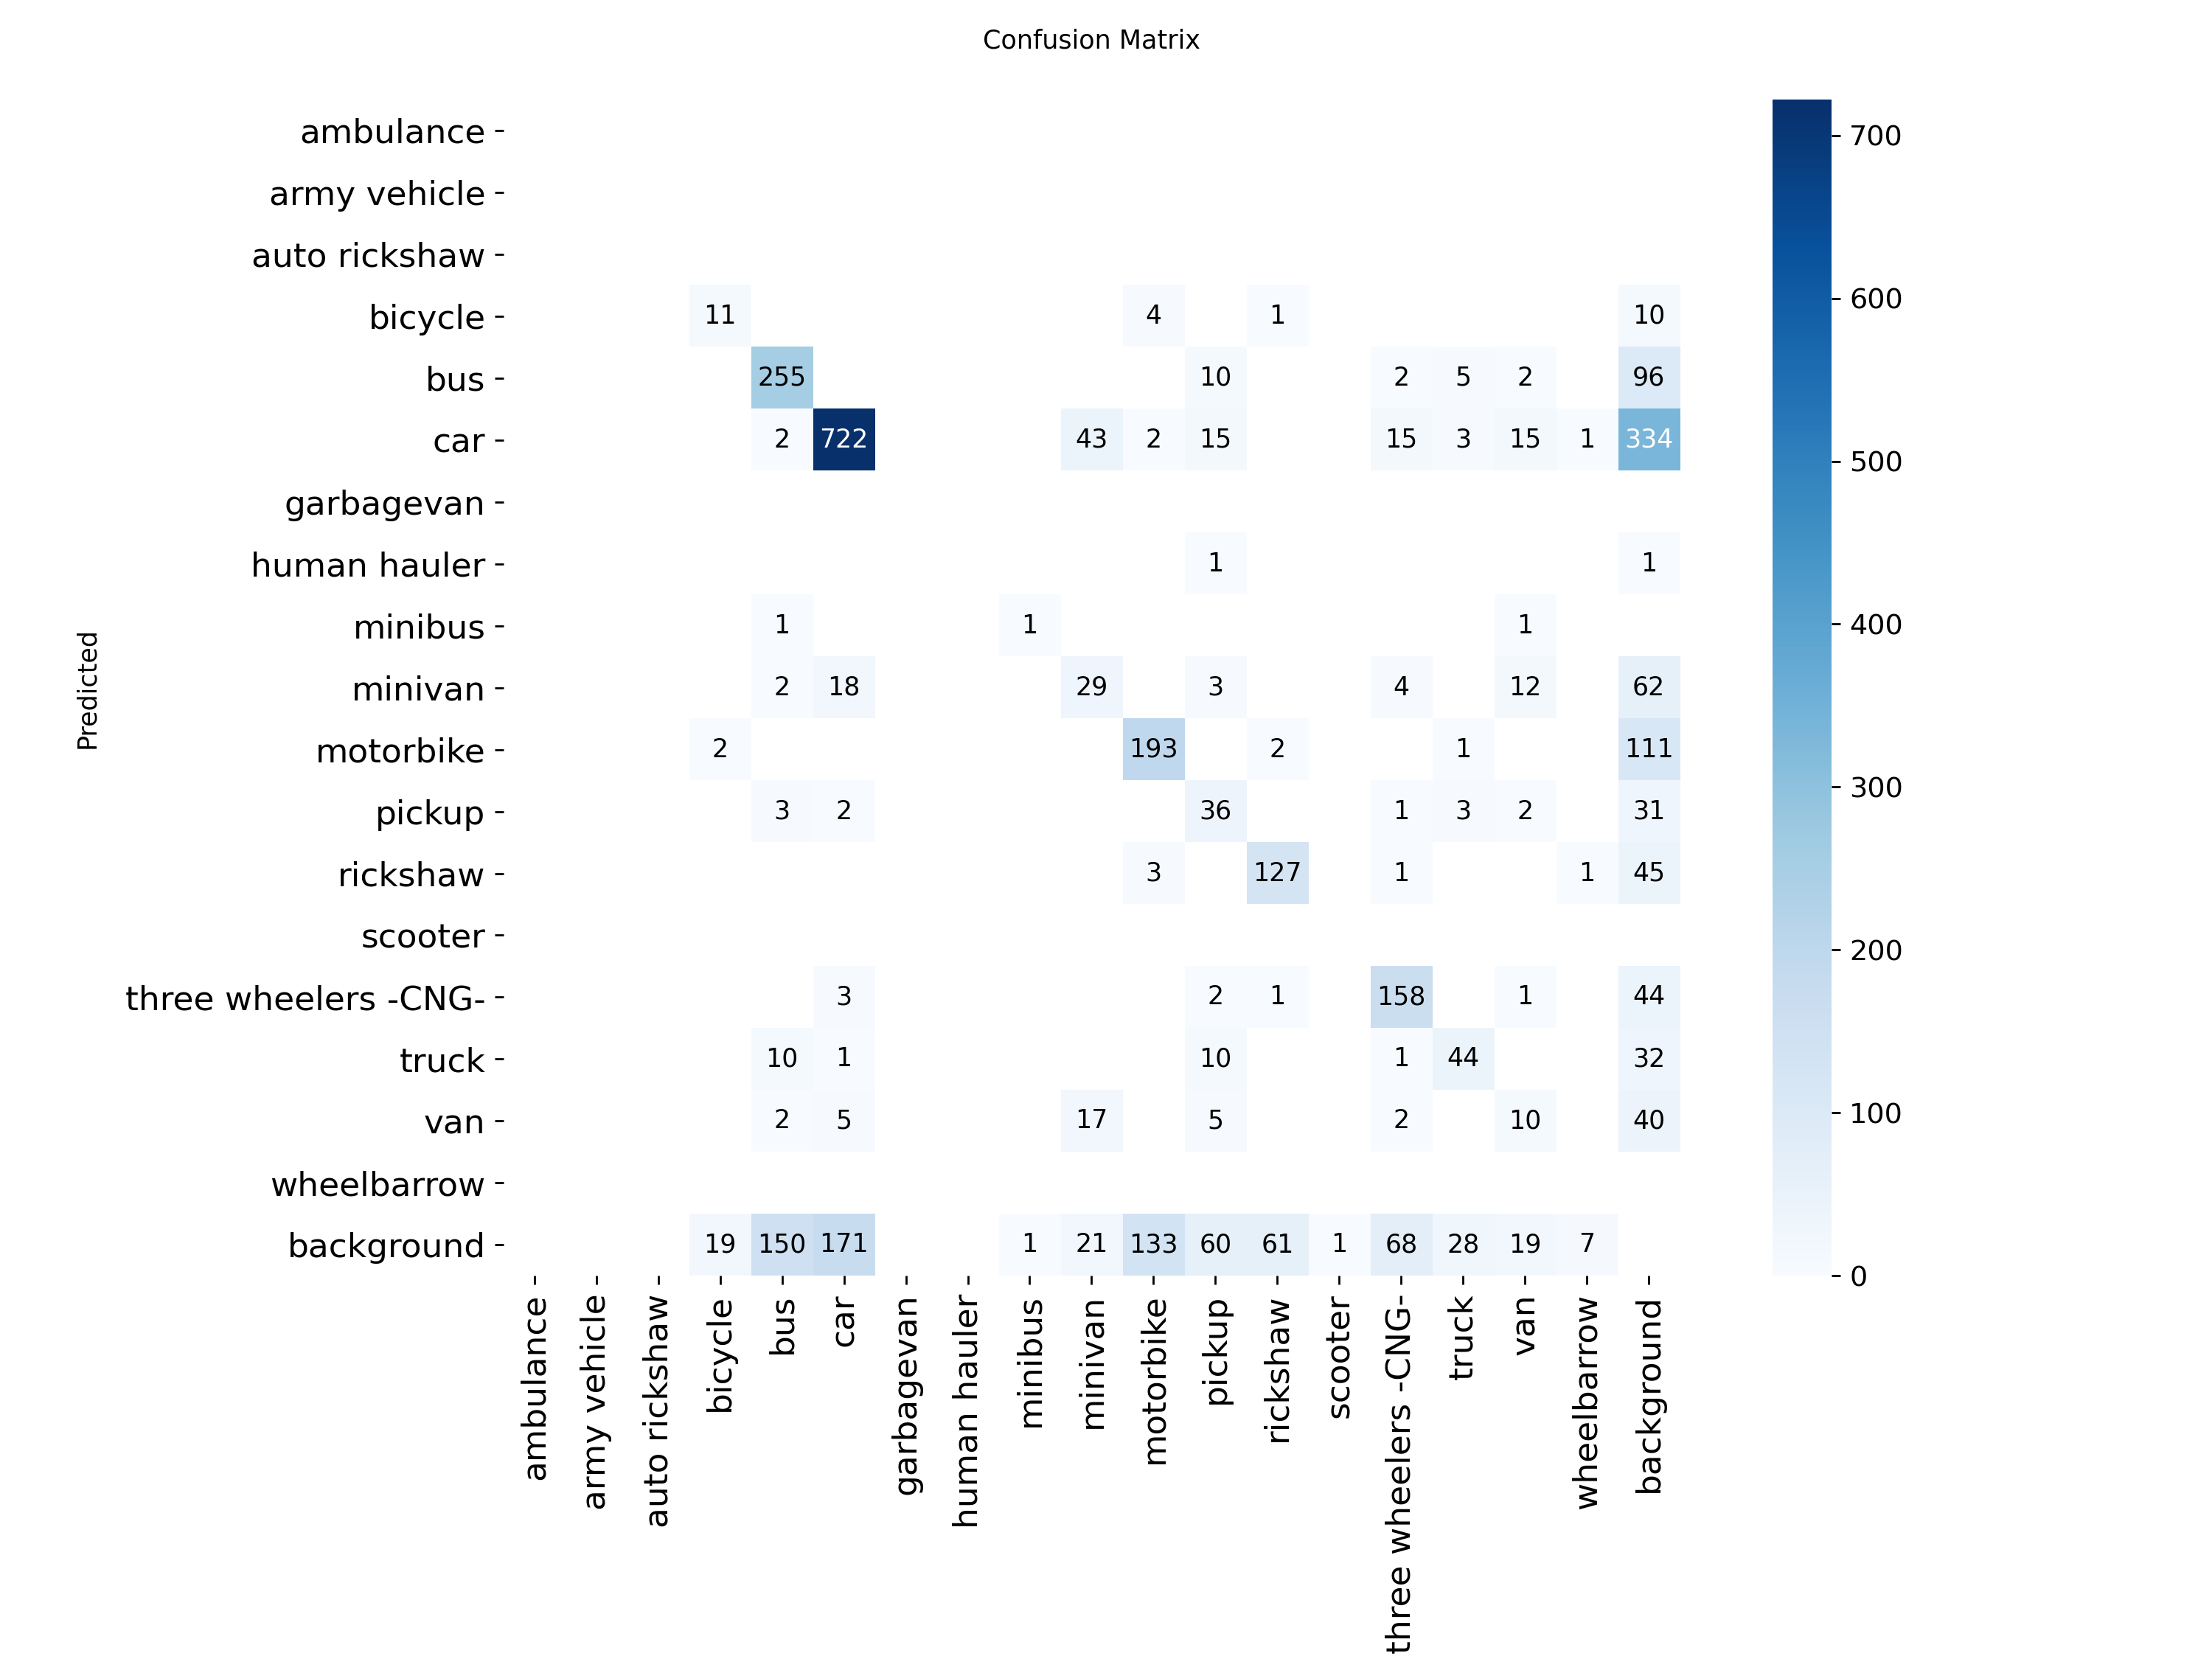 Confusion Matrix
Predicted
ambulance
army vehicle
auto rickshaw
bicycle 11 4 1 10
bus 255 10 2 5 2 96
car 2 722 43 2 15 15 3 15 1 334
garbagevan
human hauler 1 1
minibus 1 1 1
minivan 2 18 29 3 4 12 62
motorbike 2 193 2 1 111
pickup 3 2 36 1 3 2 31
rickshaw 3 127 1 1 45
scooter
three wheelers -CNG- 3 2 1 158 1 44
truck 10 1 10 1 44 32
van 2 5 17 5 2 10 40
wheelbarrow
background 19 150 171 1 21 133 60 61 1 68 28 19 7
ambulance
army vehicle
auto rickshaw
bicycle
bus
car
garbagevan
human hauler
minibus
minivan
motorbike
pickup
rickshaw
scooter
three wheelers -CNG-
truck
van
wheelbarrow
background
700
600
500
400
300
200
100
0